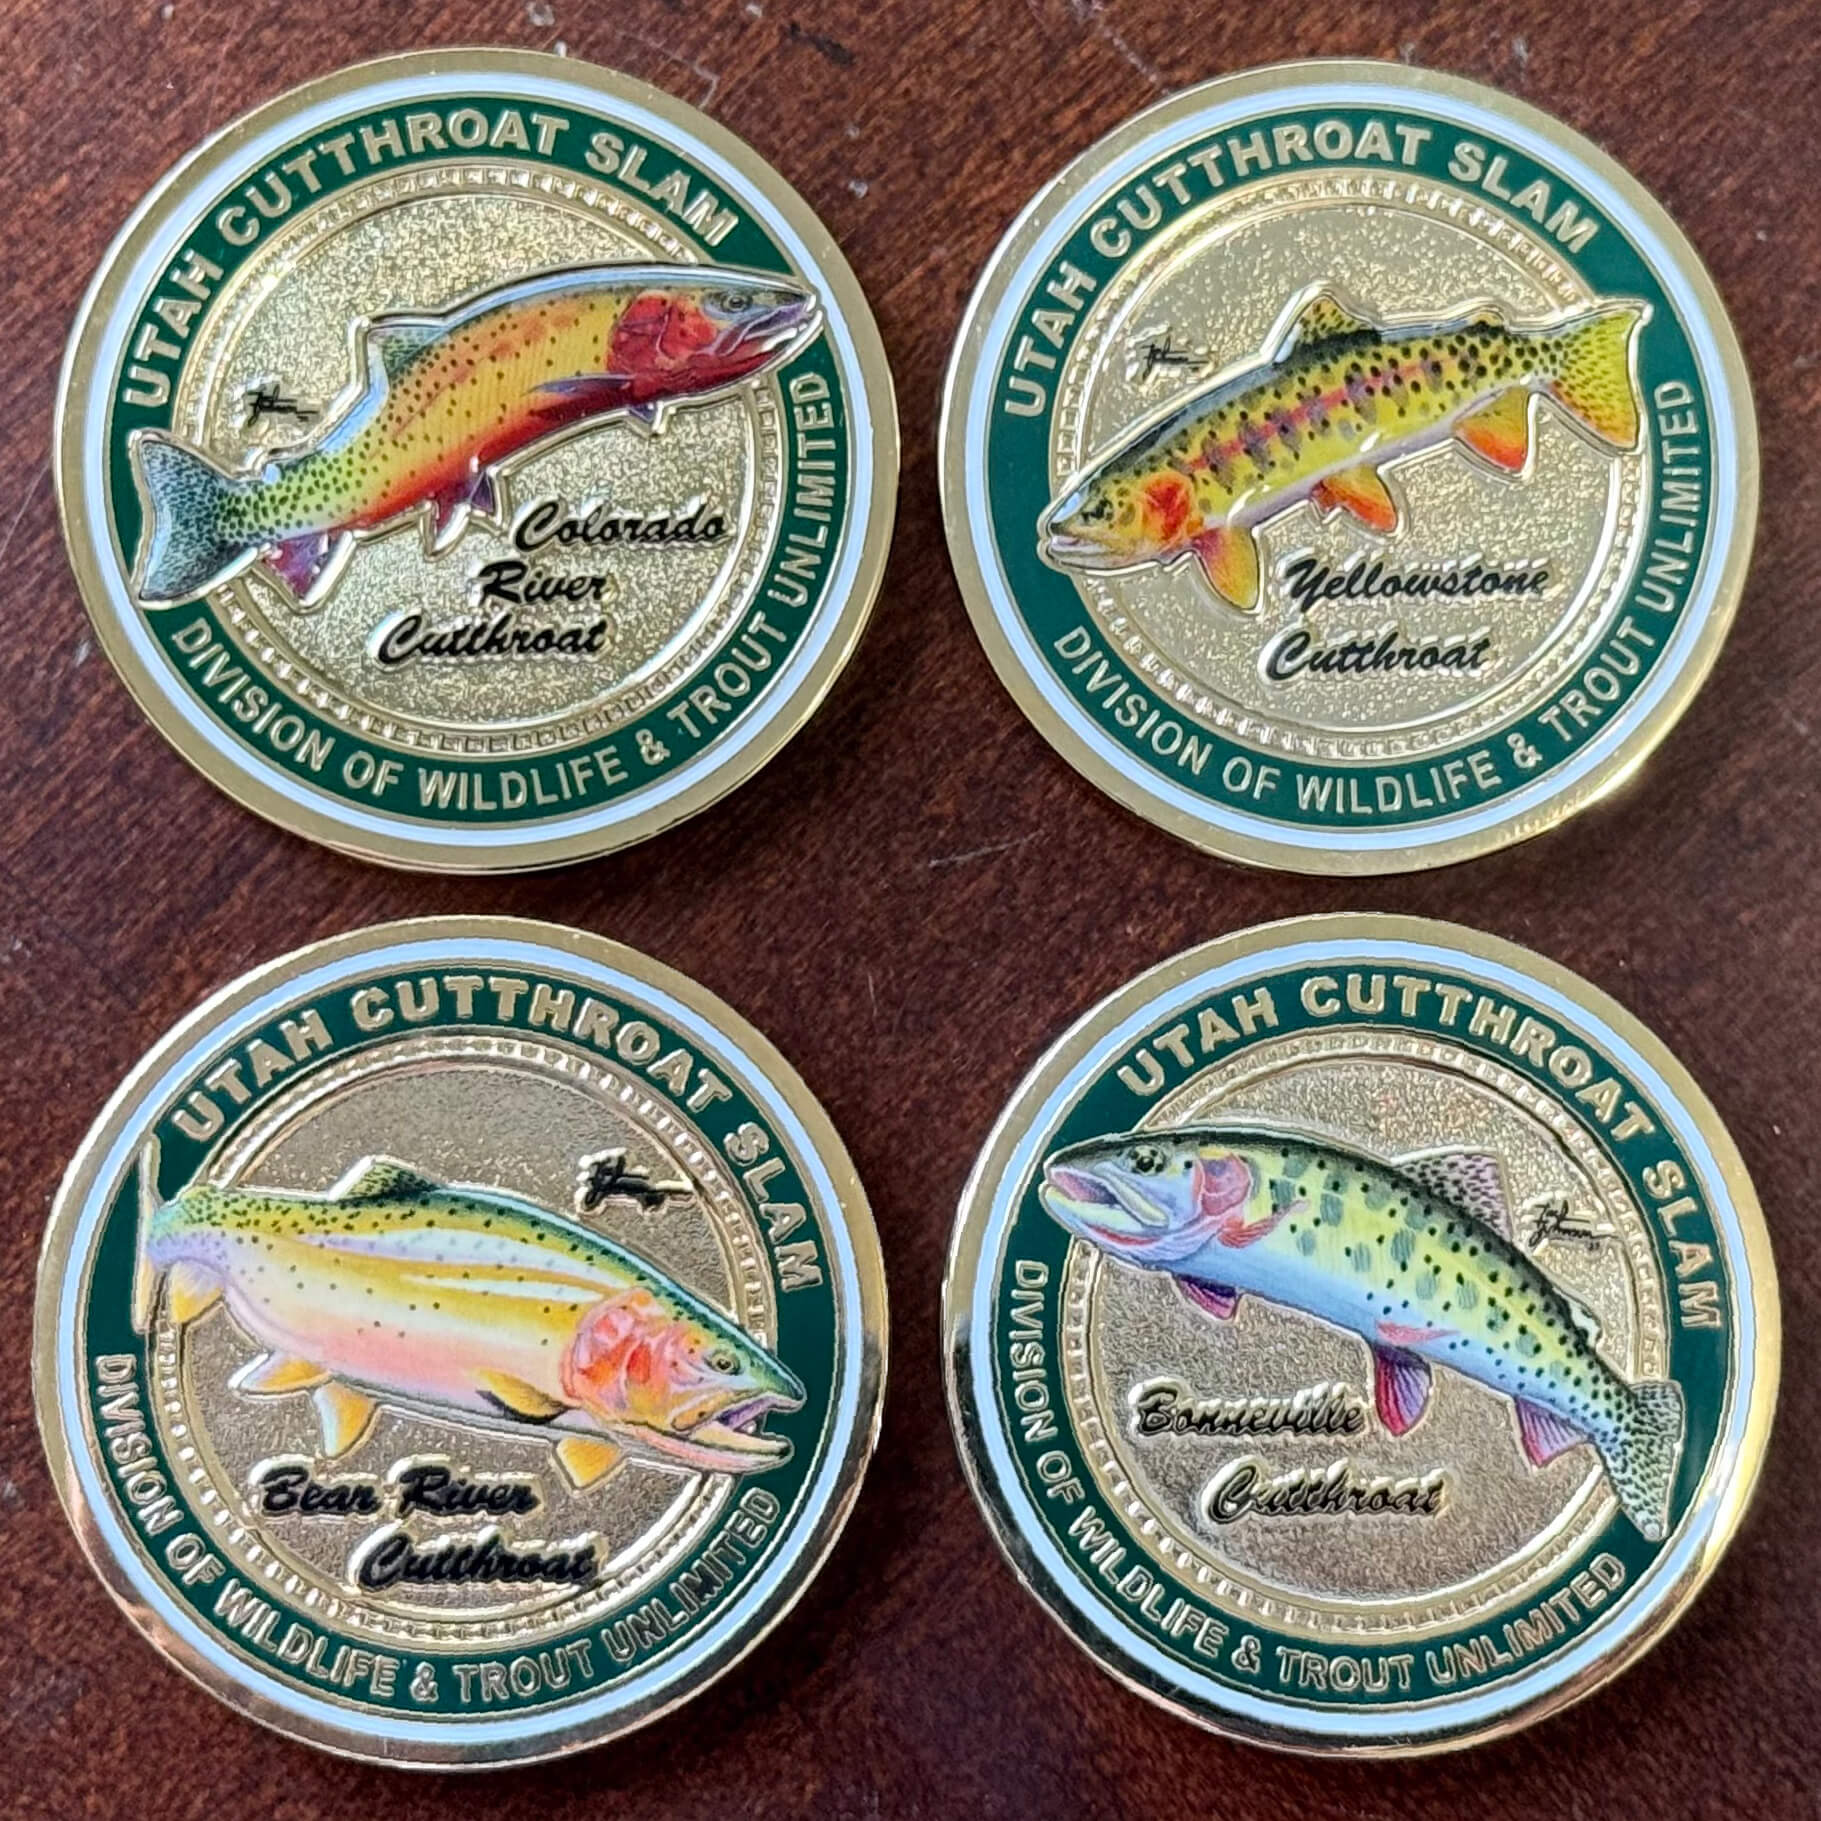 UTAH CUTTHROAT SLAM
Colorado
River
Cutthroat
DIVISION OF WILDLIFE & TROUT UNLIMITED
UTAH CUTTHROAT SLAM
Yellowstone
Cutthroat
DIVISION OF WILDLIFE & TROUT UNLIMITED
UTAH CUTTHROAT SLAM
Bear River
Cutthroat
DIVISION OF WILDLIFE & TROUT UNLIMITED
UTAH CUTTHROAT SLAM
Bonneville
Cutthroat
DIVISION OF WILDLIFE & TROUT UNLIMITED